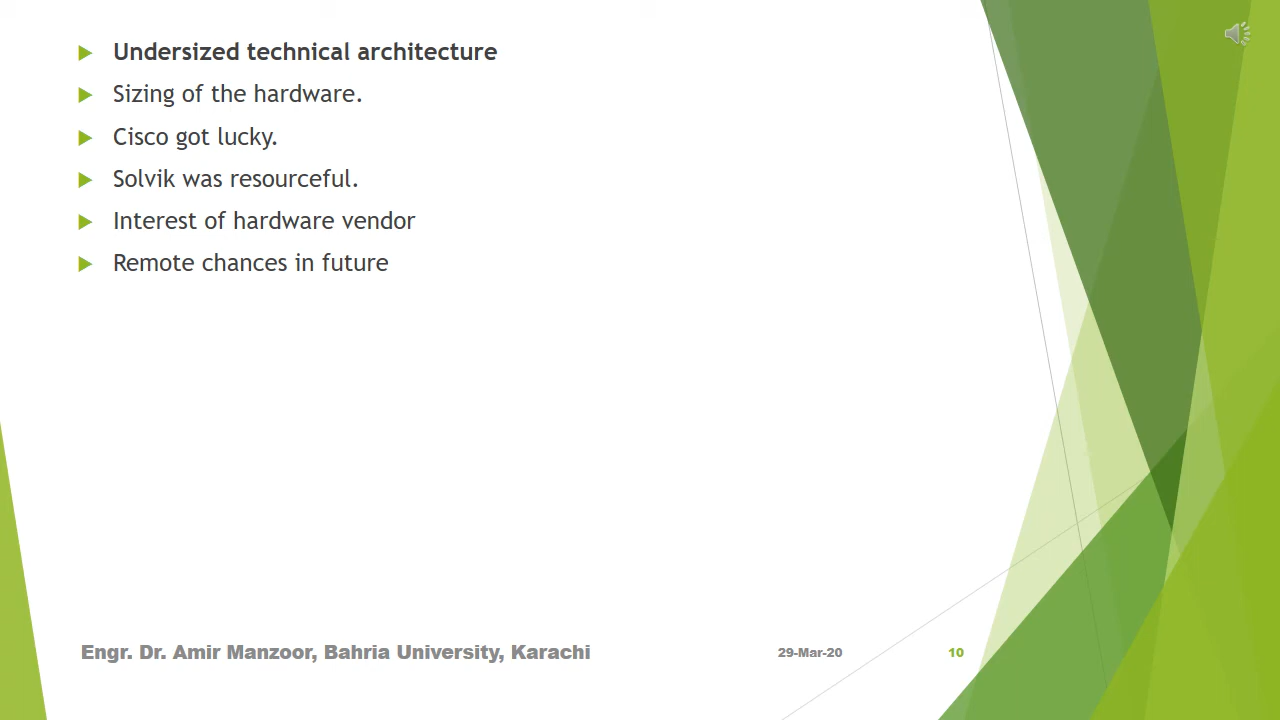 Undersized technical architecture
Sizing of the hardware.
Cisco got lucky.
Solvik was resourceful.
Interest of hardware vendor
Remote chances in future
Engr. Dr. Amir Manzoor, Bahria University, Karachi
29-Mar-20
10